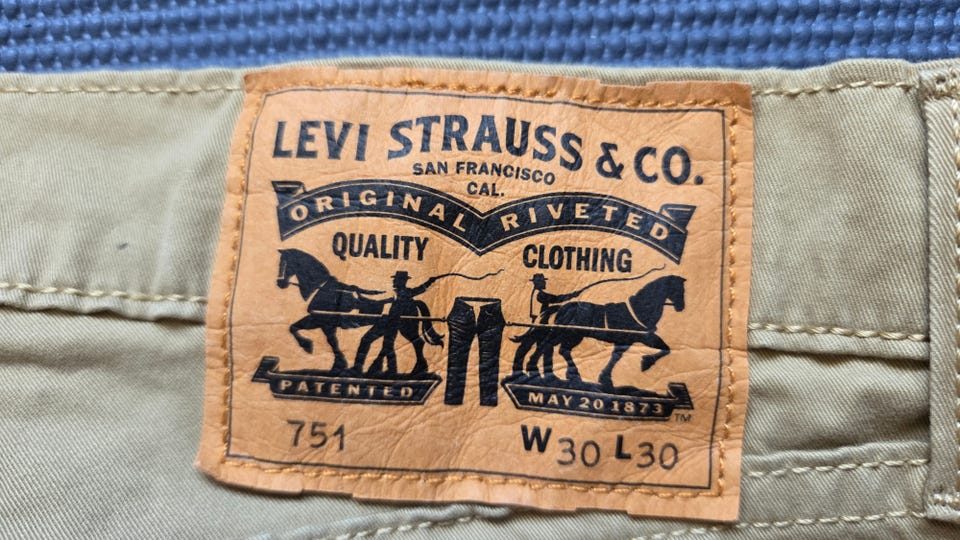 LEVI STRAUSS & CO.
SAN FRANCISCO
CAL.
ORIGINAL RIVETED
QUALITY CLOTHING
PATENTED MAY 20 1873 TM
751 W30 L30